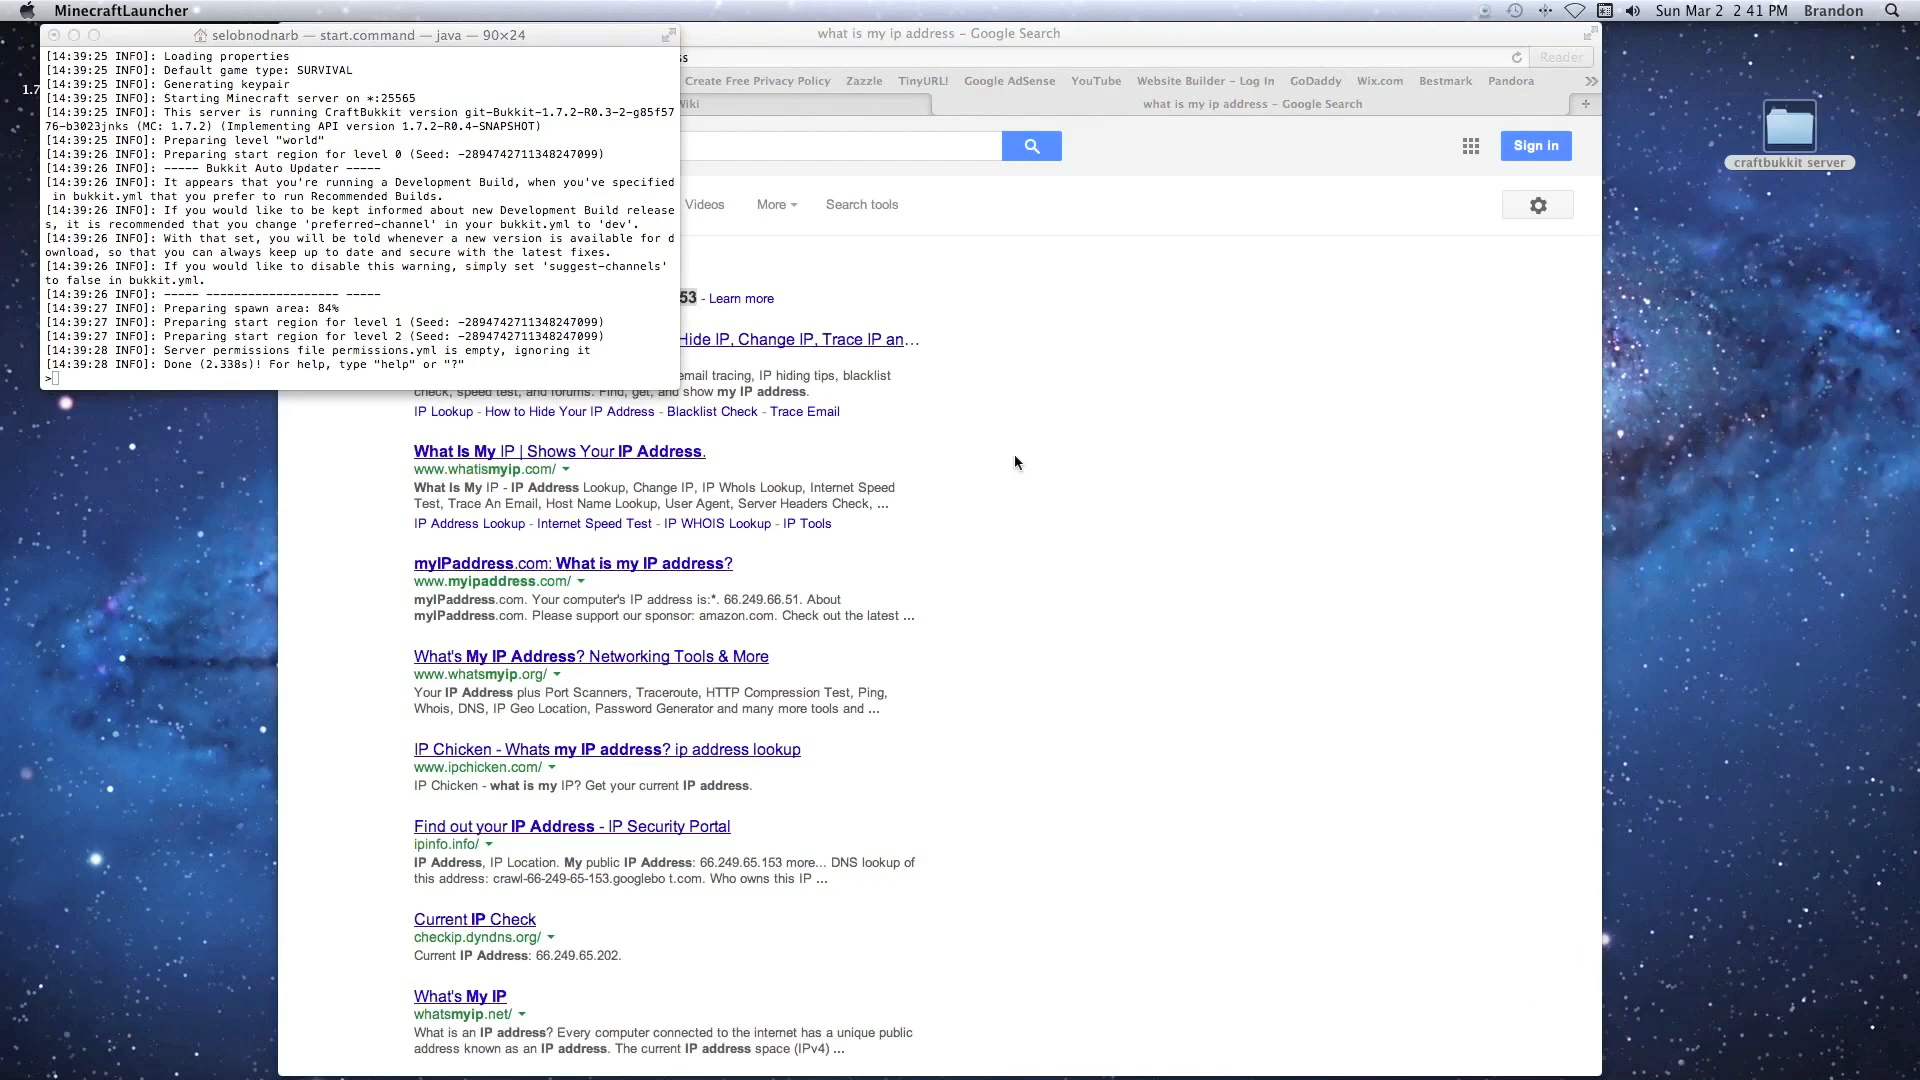 MinecraftLauncher
Sun Mar 2 2 41 PM Brandon
selobnodnarb — start.command — java — 90×24
[14:39:25 INFO]: Loading properties
[14:39:25 INFO]: Default game type: SURVIVAL
[14:39:25 INFO]: Generating keypair
[14:39:25 INFO]: Starting Minecraft server on *:25565
[14:39:25 INFO]: This server is running CraftBukkit version git-Bukkit-1.7.2-R0.3-2-g85f57
76-b3023jnks (MC: 1.7.2) (Implementing API version 1.7.2-R0.4-SNAPSHOT)
[14:39:25 INFO]: Preparing level "world"
[14:39:26 INFO]: Preparing start region for level 0 (Seed: -2894742711348247099)
[14:39:26 INFO]: ----- Bukkit Auto Updater -----
[14:39:26 INFO]: It appears that you're running a Development Build, when you've specified
in bukkit.yml that you prefer to run Recommended Builds.
[14:39:26 INFO]: If you would like to be kept informed about new Development Build release
s, it is recommended that you change 'preferred-channel' in your bukkit.yml to 'dev'.
[14:39:26 INFO]: With that set, you will be told whenever a new version is available for d
ownload, so that you can always keep up to date and secure with the latest fixes.
[14:39:26 INFO]: If you would like to disable this warning, simply set 'suggest-channels'
to false in bukkit.yml.
[14:39:26 INFO]: ----- ------------------- -----
[14:39:27 INFO]: Preparing spawn area: 84%
[14:39:27 INFO]: Preparing start region for level 1 (Seed: -2894742711348247099)
[14:39:27 INFO]: Preparing start region for level 2 (Seed: -2894742711348247099)
[14:39:28 INFO]: Server permissions file permissions.yml is empty, ignoring it
[14:39:28 INFO]: Done (2.338s)! For help, type "help" or "?"
>
1.7
what is my ip address – Google Search
ss
Reader
Create Free Privacy Policy Zazzle TinyURL! Google AdSense YouTube Website Builder – Log In GoDaddy Wix.com Bestmark Pandora »
Wiki
what is my ip address – Google Search
+
Sign in
craftbukkit server
Videos More Search tools
53 - Learn more
Hide IP, Change IP, Trace IP an...
email tracing, IP hiding tips, blacklist
check, speed test, and forums. Find, get, and show my IP address.
IP Lookup - How to Hide Your IP Address - Blacklist Check - Trace Email
What Is My IP | Shows Your IP Address.
www.whatismyip.com/
What Is My IP - IP Address Lookup, Change IP, IP WhoIs Lookup, Internet Speed
Test, Trace An Email, Host Name Lookup, User Agent, Server Headers Check, ...
IP Address Lookup - Internet Speed Test - IP WHOIS Lookup - IP Tools
myIPaddress.com: What is my IP address?
www.myipaddress.com/
myIPaddress.com. Your computer's IP address is:*. 66.249.66.51. About
myIPaddress.com. Please support our sponsor: amazon.com. Check out the latest ...
What's My IP Address? Networking Tools & More
www.whatsmyip.org/
Your IP Address plus Port Scanners, Traceroute, HTTP Compression Test, Ping,
Whois, DNS, IP Geo Location, Password Generator and many more tools and ...
IP Chicken - Whats my IP address? ip address lookup
www.ipchicken.com/
IP Chicken - what is my IP? Get your current IP address.
Find out your IP Address - IP Security Portal
ipinfo.info/
IP Address, IP Location. My public IP Address: 66.249.65.153 more... DNS lookup of
this address: crawl-66-249-65-153.googlebo t.com. Who owns this IP ...
Current IP Check
checkip.dyndns.org/
Current IP Address: 66.249.65.202.
What's My IP
whatsmyip.net/
What is an IP address? Every computer connected to the internet has a unique public
address known as an IP address. The current IP address space (IPv4) ...